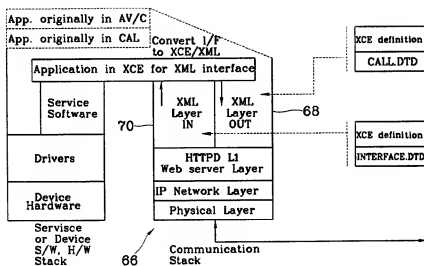 App. originally in AV/C
App. originally in CAL
Convert I/F
to XCE/XML
Application in XCE for XML interface
Service
Software
Drivers
Device
Hardware
Servisce
or Device
S/W, H/W
Stack
70
XML
Layer
IN
XML
Layer
OUT
68
HTTPD L1
Web server Layer
IP Network Layer
Physical Layer
66
Communication
Stack
XCE definition
CALL.DTD
XCE definition
INTERFACE.DTD